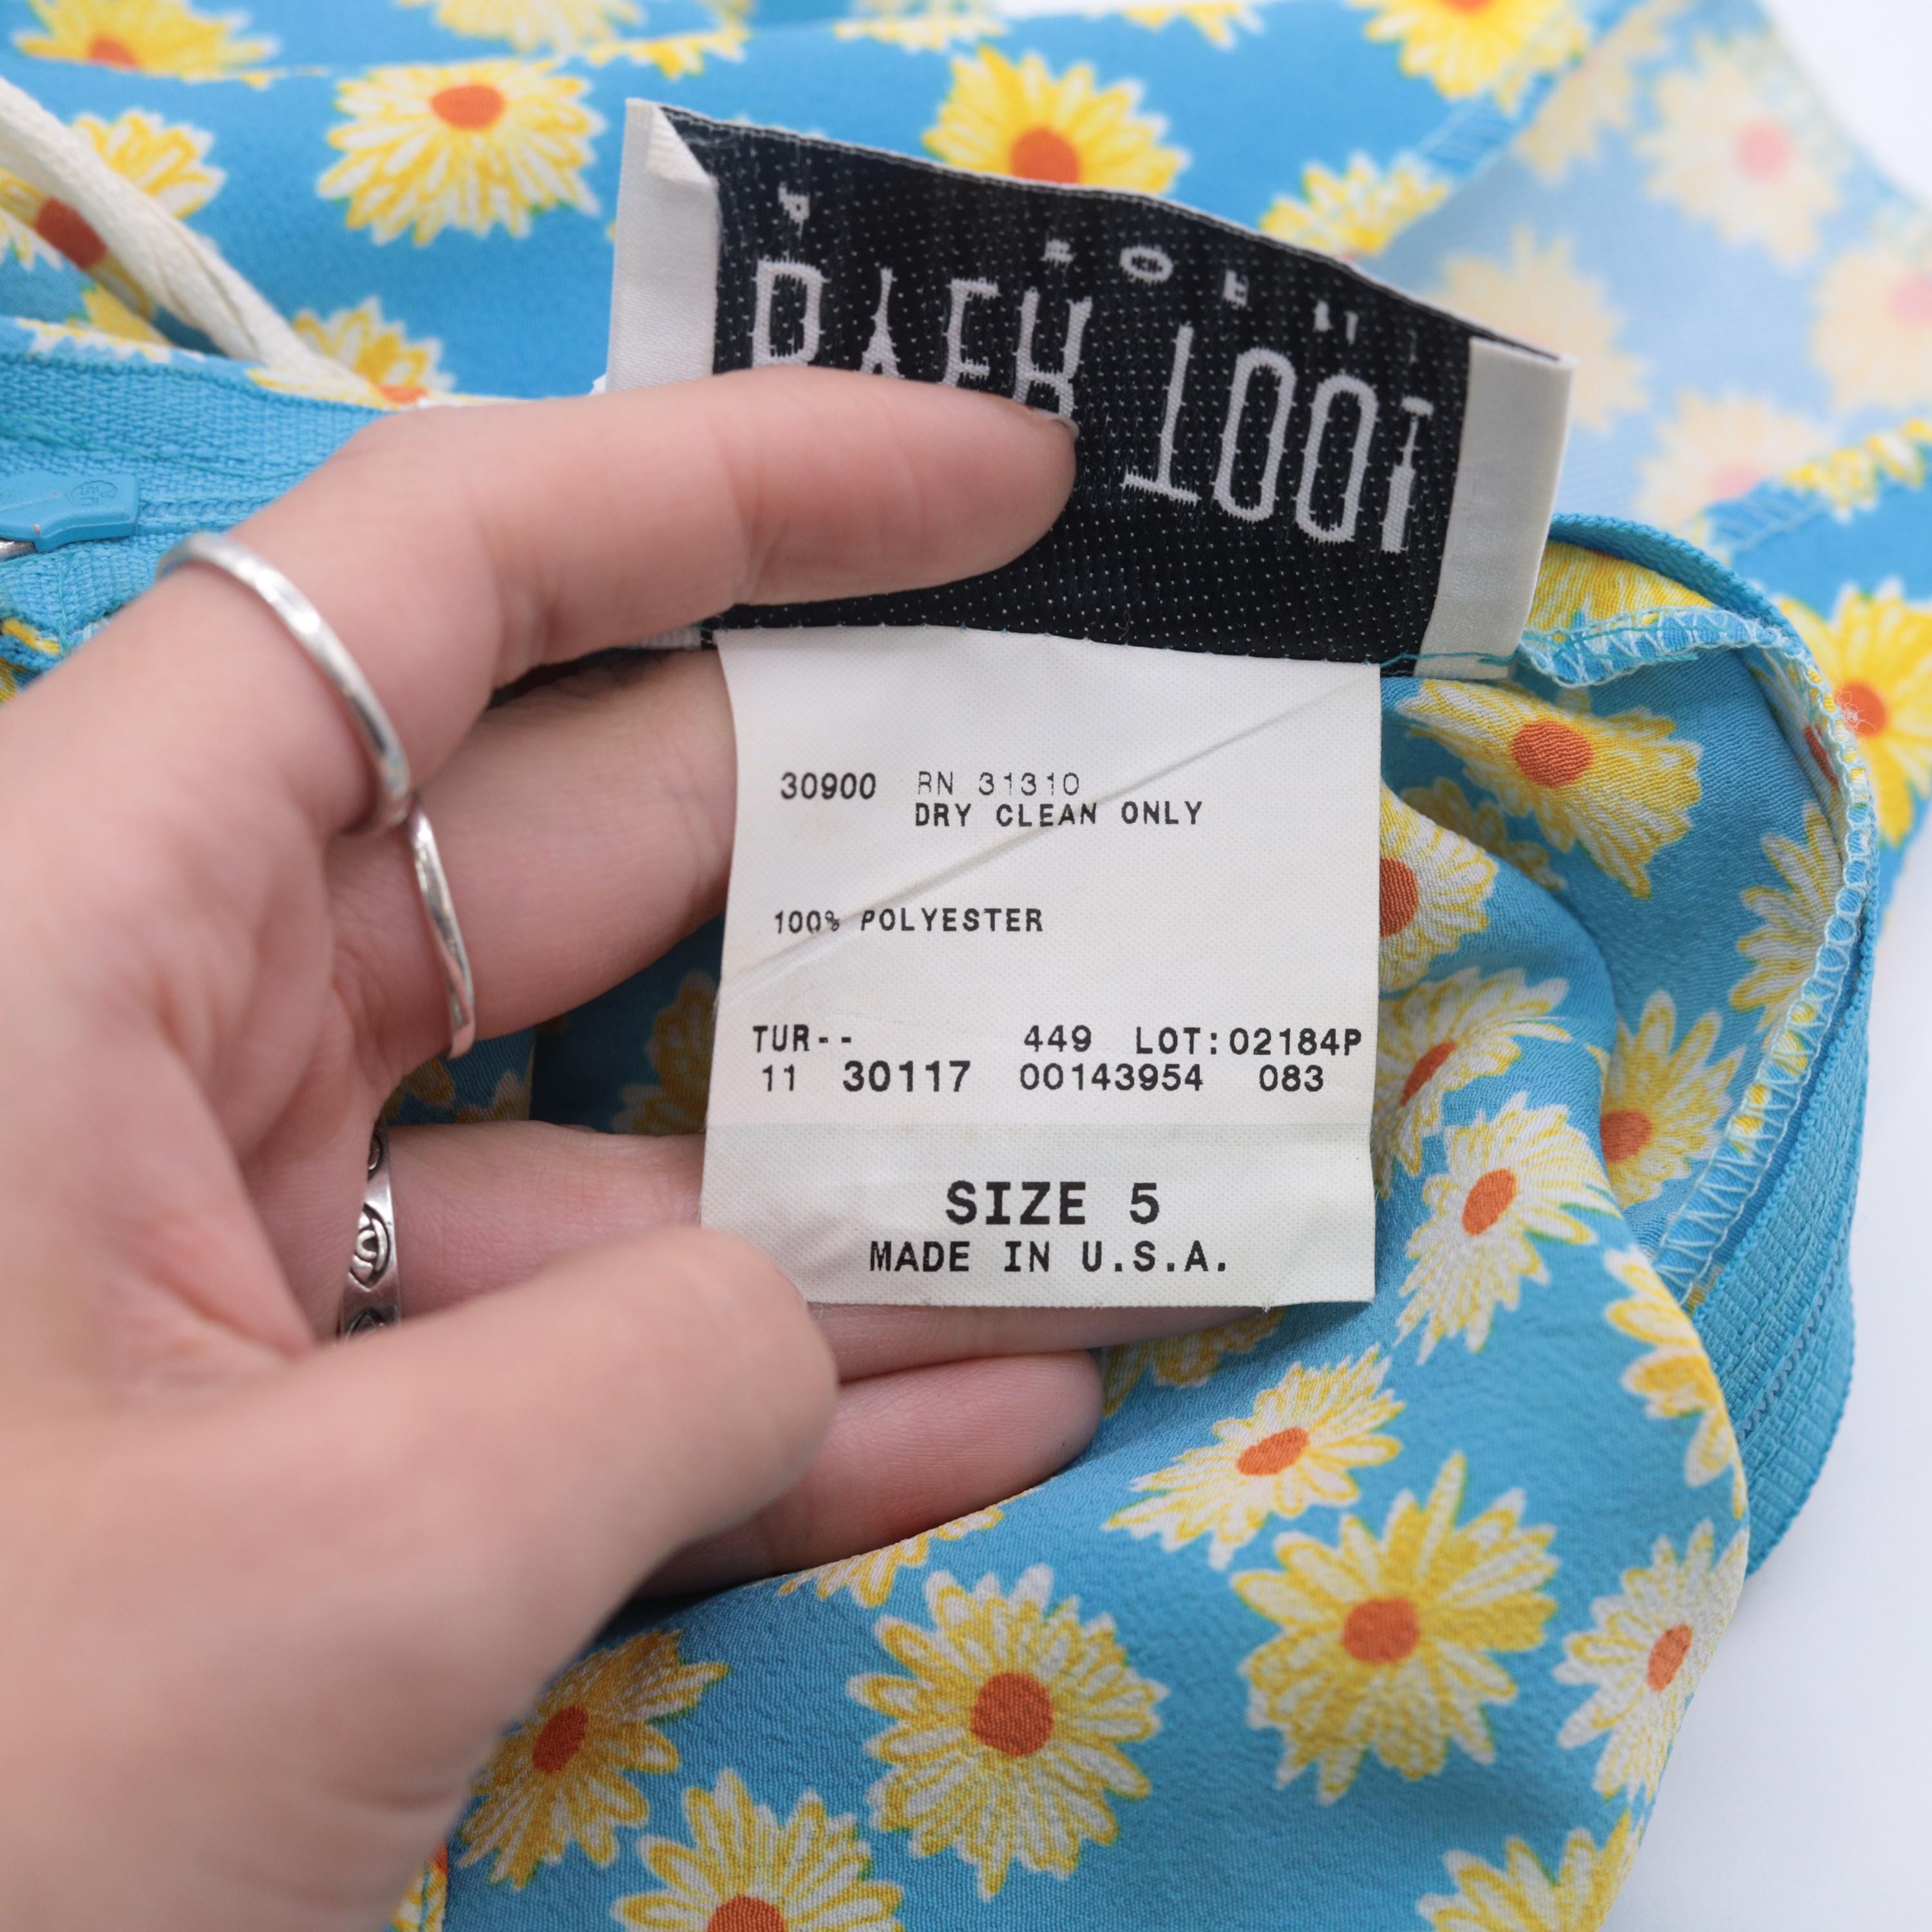 30900 RN 31310
DRY CLEAN ONLY
100% POLYESTER
TUR-- 449 LOT:02184P
11 30117 00143954 083
SIZE 5
MADE IN U.S.A.